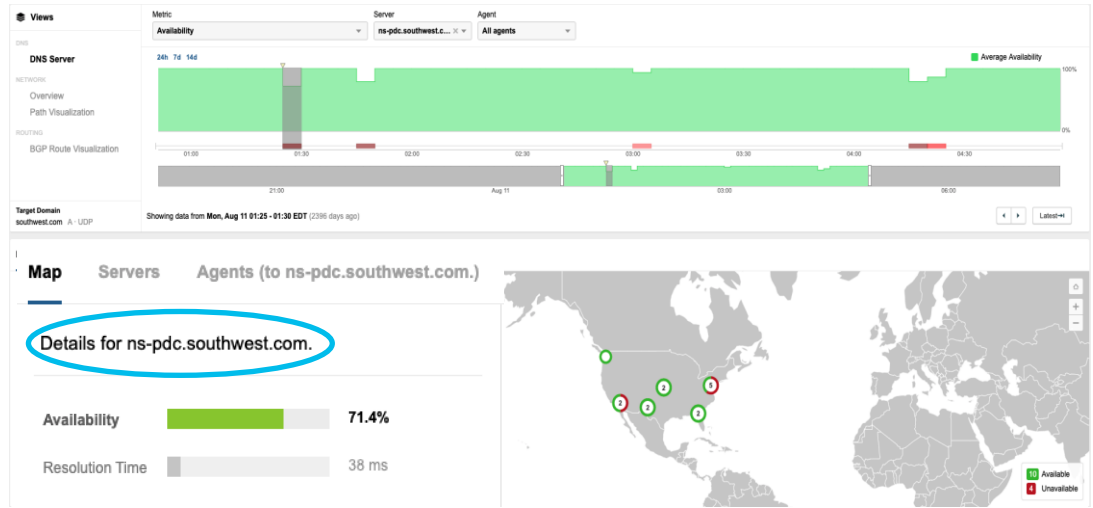 Views
Metric
Server
Agent
Availability
ns-pdc.southwest.c... × 
All agents
DNS
DNS Server
NETWORK
Overview
Path Visualization
ROUTING
BGP Route Visualization
24h 7d 14d
Average Availability
100%
0%
01:00 01:30 02:00 02:30 03:00 03:30 04:00 04:30
21:00 Aug 11 03:00 06:00
Target Domain
southwest.com A · UDP
Showing data from Mon, Aug 11 01:25 - 01:30 EDT (2396 days ago)
Latest
Map Servers Agents (to ns-pdc.southwest.com.)
Details for ns-pdc.southwest.com.
Availability 71.4%
Resolution Time 38 ms
2
2
2
5
2
+
−
10 Available
4 Unavailable